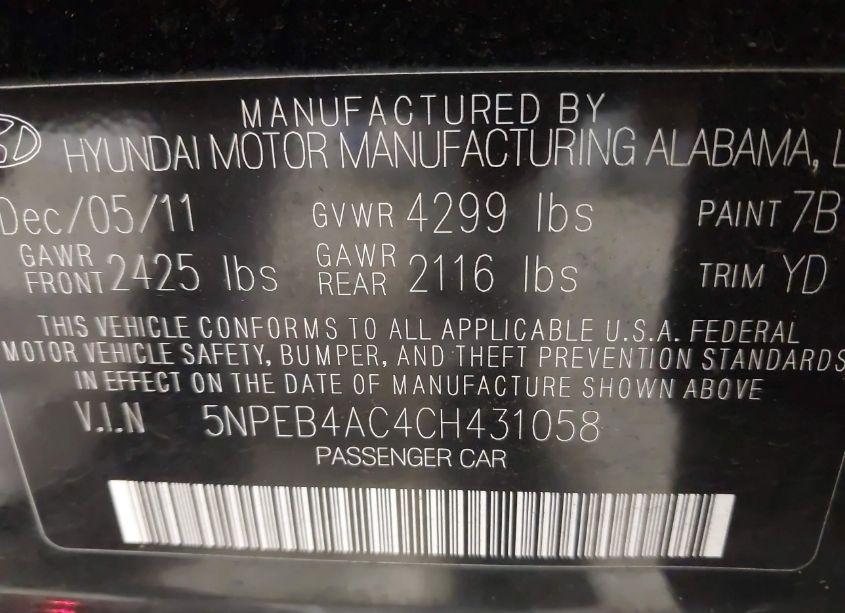 MANUFACTURED BY
HYUNDAI MOTOR MANUFACTURING ALABAMA, L
Dec/05/11 GVWR 4299 lbs PAINT 7B
GAWR FRONT 2425 lbs GAWR REAR 2116 lbs TRIM YD
THIS VEHICLE CONFORMS TO ALL APPLICABLE U.S.A. FEDERAL
MOTOR VEHICLE SAFETY, BUMPER, AND THEFT PREVENTION STANDARDS
IN EFFECT ON THE DATE OF MANUFACTURE SHOWN ABOVE
V.I.N 5NPEB4AC4CH431058
PASSENGER CAR